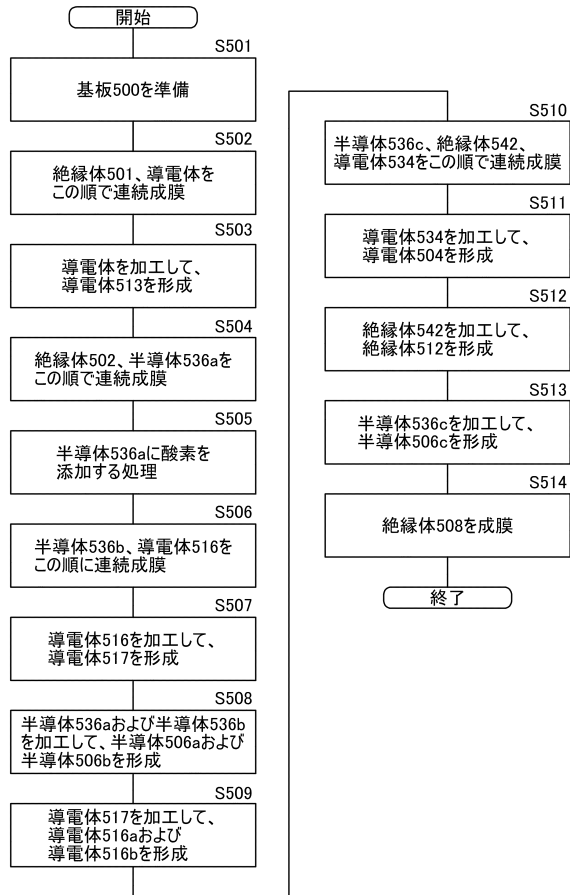 開始
S501
基板500を準備
S502
絶縁体501、導電体を
この順で連続成膜
S503
導電体を加工して、
導電体513を形成
S504
絶縁体502、半導体536aを
この順で連続成膜
S505
半導体536aに酸素を
添加する処理
S506
半導体536b、導電体516を
この順に連続成膜
S507
導電体516を加工して、
導電体517を形成
S508
半導体536aおよび半導体536b
を加工して、半導体506aおよび
半導体506bを形成
S509
導電体517を加工して、
導電体516aおよび
導電体516bを形成
S510
半導体536c、絶縁体542、
導電体534をこの順で連続成膜
S511
導電体534を加工して、
導電体504を形成
S512
絶縁体542を加工して、
絶縁体512を形成
S513
半導体536cを加工して、
半導体506cを形成
S514
絶縁体508を成膜
終了